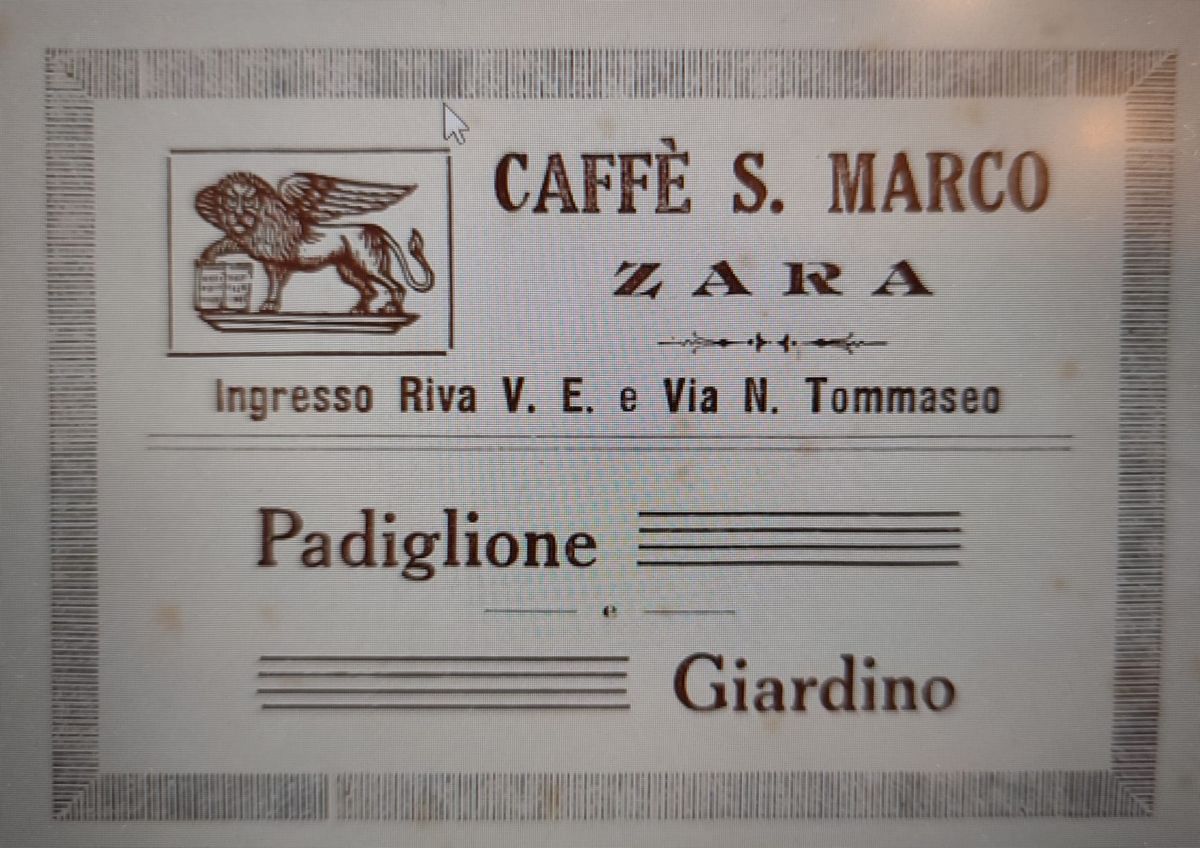 CAFFÈ S. MARCO
ZARA
Ingresso Riva V. E. e Via N. Tommaseo
Padiglione
e
Giardino